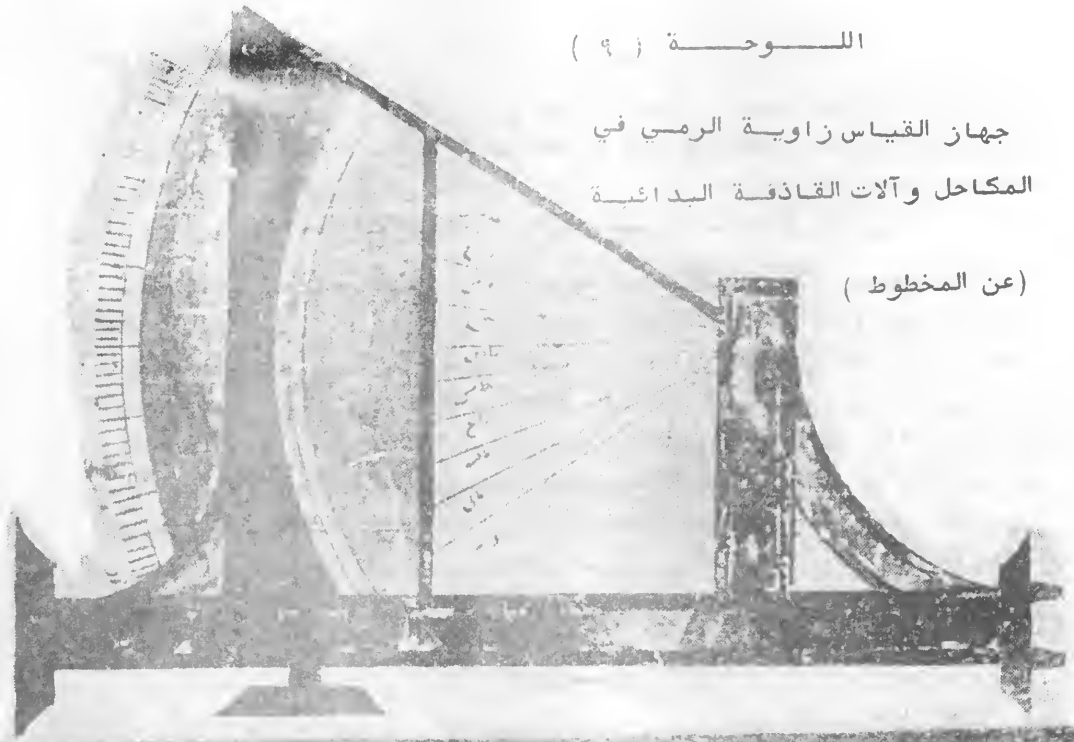 اللوحة ( ٩ )
جهاز القياس زاوية الرمي في
المكاحل وآلات القاذفة البدائية
(عن المخطوط )